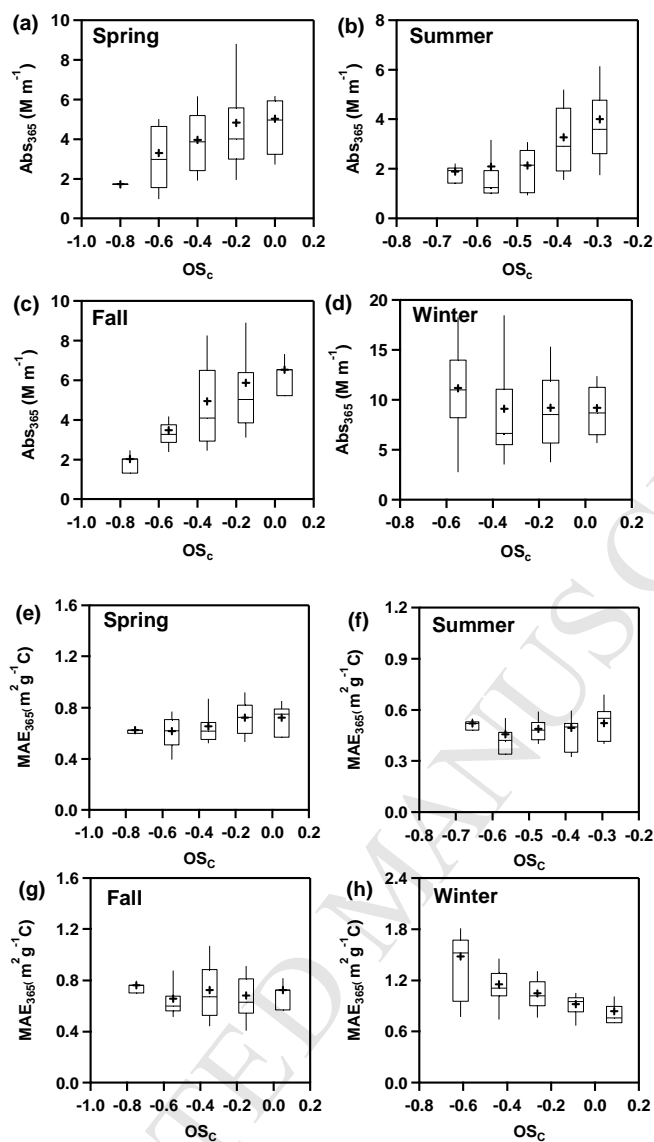 (a) Spring
Abs365 (M m-1)
10
8
6
4
2
0
-1.0 -0.8 -0.6 -0.4 -0.2 0.0 0.2
OSc
(b) Summer
Abs365 (M m-1)
8
6
4
2
0
-0.8 -0.7 -0.6 -0.5 -0.4 -0.3 -0.2
OSc
(c) Fall
Abs365 (M m-1)
10
8
6
4
2
0
-1.0 -0.8 -0.6 -0.4 -0.2 0.0 0.2
OSc
(d) Winter
Abs365 (M m-1)
20
15
10
5
0
-0.8 -0.6 -0.4 -0.2 0.0 0.2
OSc
(e) Spring
MAE365(m2 g-1C)
1.6
1.2
0.8
0.4
0.0
-1.0 -0.8 -0.6 -0.4 -0.2 0.0 0.2
OSC
(f) Summer
MAE365(m2 g-1C)
1.2
0.9
0.6
0.3
0.0
-0.8 -0.7 -0.6 -0.5 -0.4 -0.3 -0.2
OSC
(g) Fall
MAE365(m2 g-1C)
1.6
1.2
0.8
0.4
0.0
-1.0 -0.8 -0.6 -0.4 -0.2 0.0 0.2
OSC
(h) Winter
MAE365(m2 g-1C)
2.4
1.8
1.2
0.6
0.0
-0.8 -0.6 -0.4 -0.2 0.0 0.2
OSC
TED MANUSC